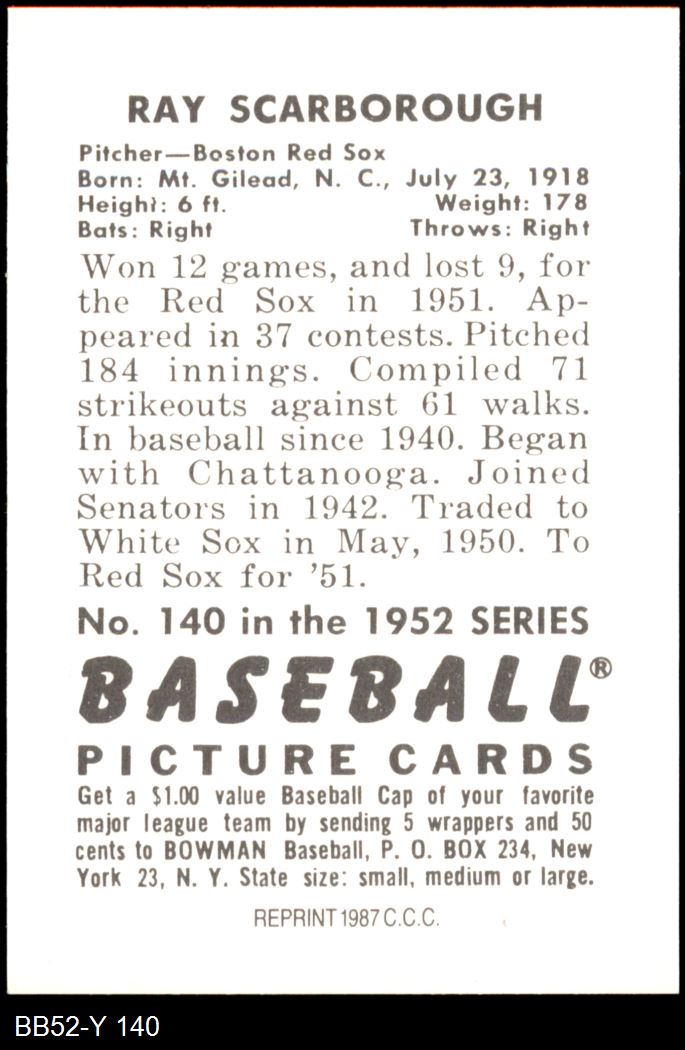 RAY SCARBOROUGH
Pitcher—Boston Red Sox
Born: Mt. Gilead, N. C., July 23, 1918
Height: 6 ft. Weight: 178
Bats: Right Throws: Right
Won 12 games, and lost 9, for
the Red Sox in 1951. Ap-
peared in 37 contests. Pitched
184 innings. Compiled 71
strikeouts against 61 walks.
In baseball since 1940. Began
with Chattanooga. Joined
Senators in 1942. Traded to
White Sox in May, 1950. To
Red Sox for '51.
No. 140 in the 1952 SERIES
BASEBALL®
PICTURE CARDS
Get a $1.00 value Baseball Cap of your favorite
major league team by sending 5 wrappers and 50
cents to BOWMAN Baseball, P. O. BOX 234, New
York 23, N. Y. State size: small, medium or large.
REPRINT 1987 C.C.C.
BB52-Y 140